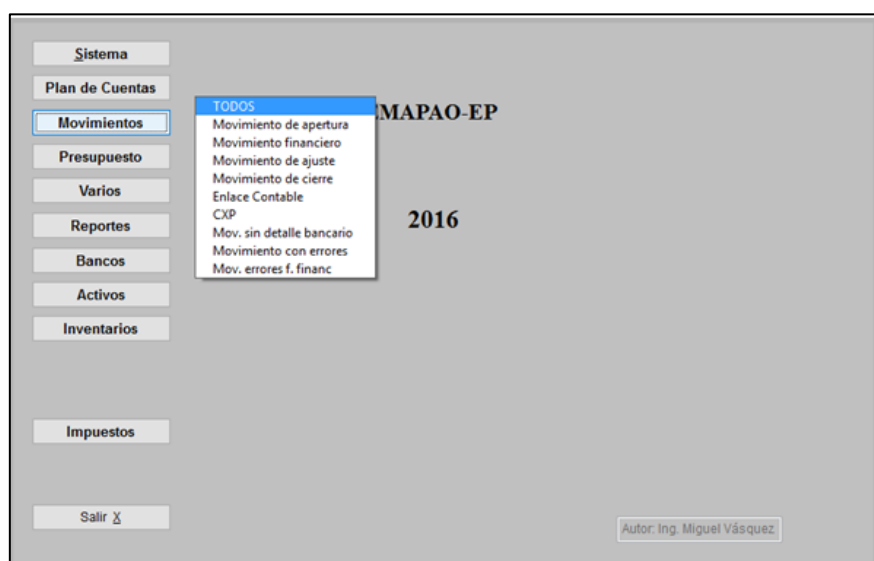 Sistema
Plan de Cuentas
Movimientos
Presupuesto
Varios
Reportes
Bancos
Activos
Inventarios
Impuestos
Salir X
TODOS
Movimiento de apertura
Movimiento financiero
Movimiento de ajuste
Movimiento de cierre
Enlace Contable
CXP
Mov. sin detalle bancario
Movimiento con errores
Mov. errores f. financ
MAPAO-EP
2016
Autor: Ing. Miguel Vásquez